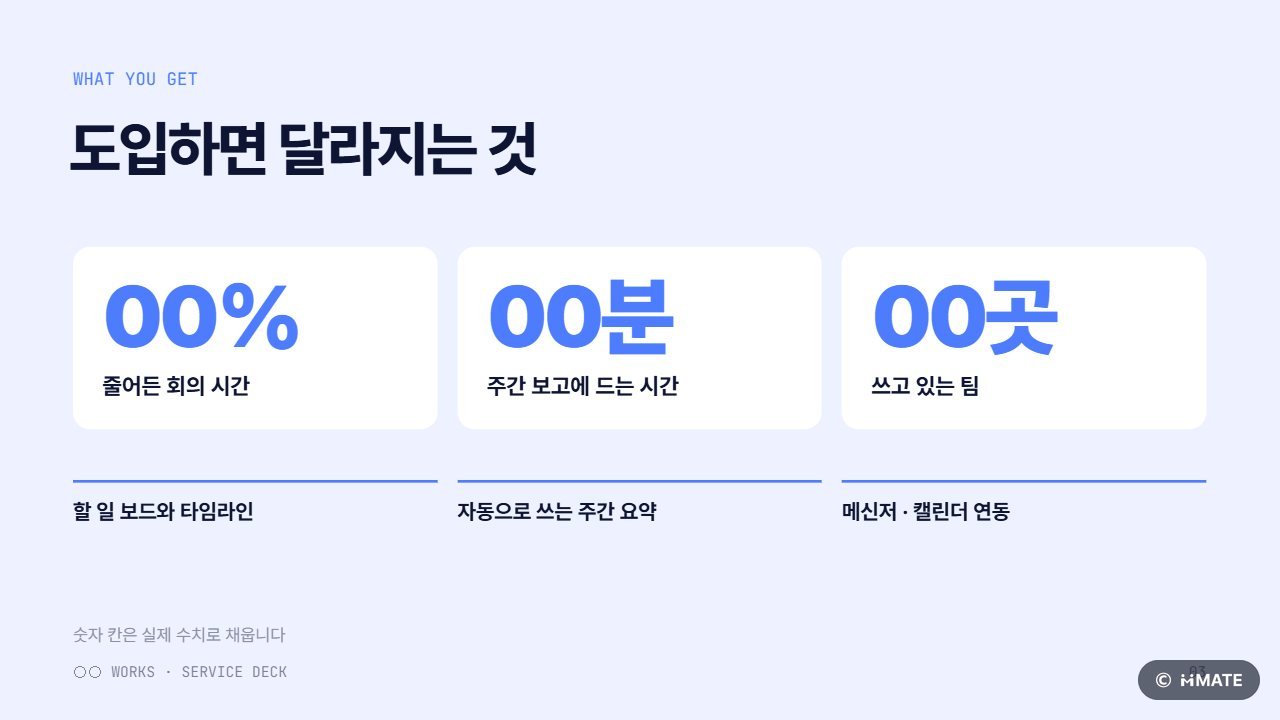 WHAT YOU GET
도입하면 달라지는 것
00%
줄어든 회의 시간
00분
주간 보고에 드는 시간
00곳
쓰고 있는 팀
할 일 보드와 타임라인
자동으로 쓰는 주간 요약
메신저 · 캘린더 연동
숫자 칸은 실제 수치로 채웁니다
○○ WORKS · SERVICE DECK
03
© MMATE